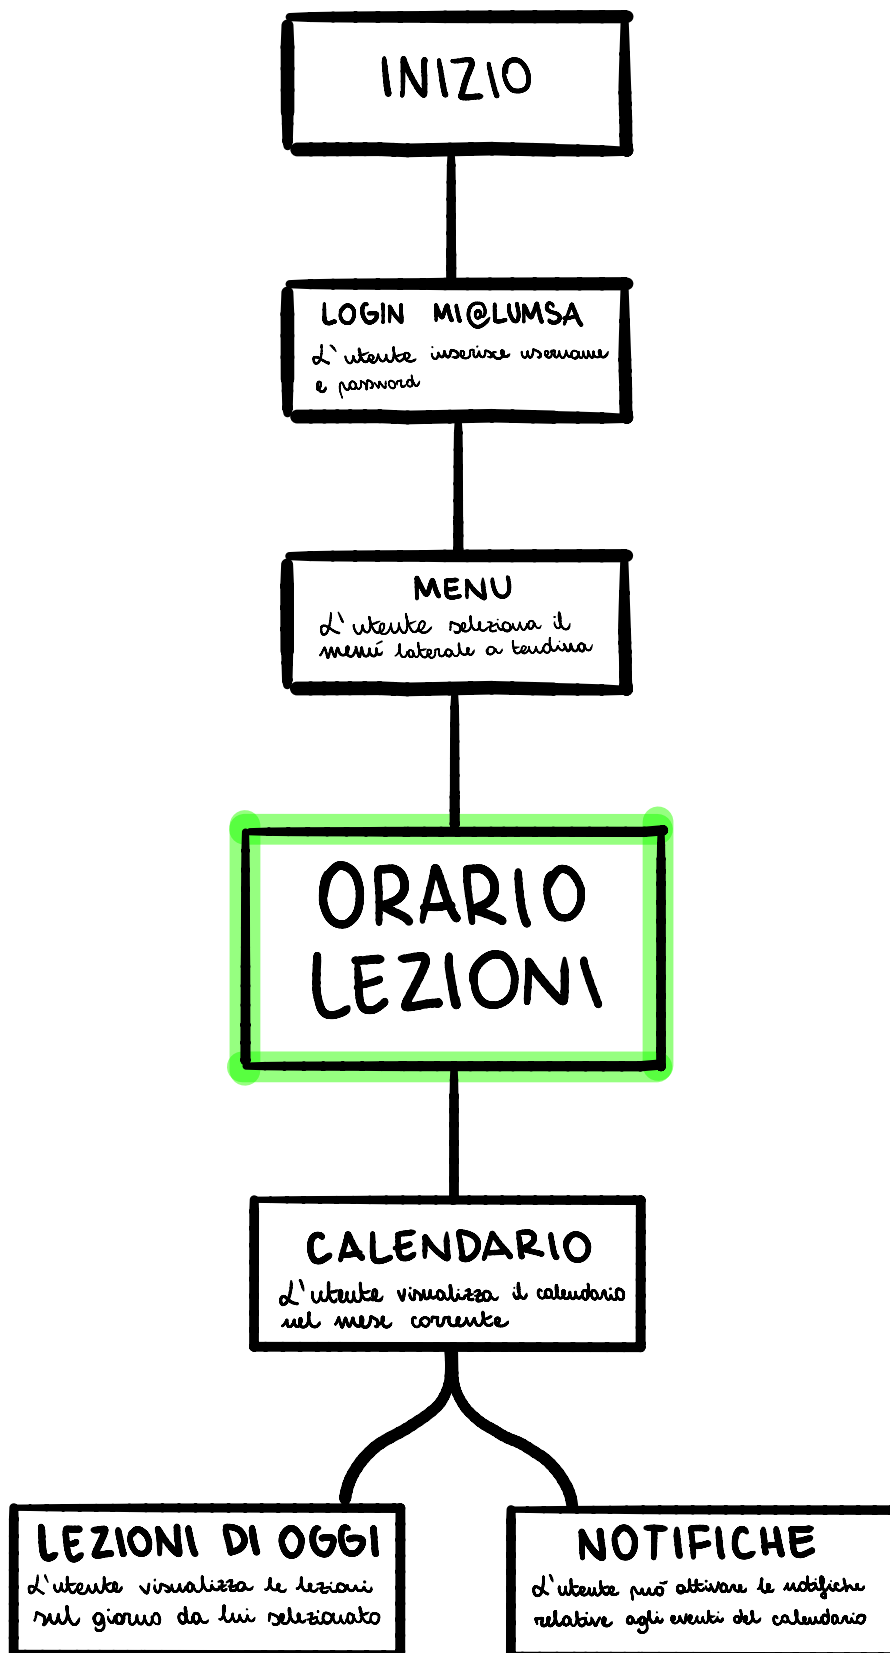 INIZIO
LOGIN MI@LUMSA
L'utente inserisce username
e password
MENU
L'utente seleziona il
menú laterale a tendina
ORARIO
LEZIONI
CALENDARIO
L'utente visualizza il calendario
nel mese corrente
LEZIONI DI OGGI
L'utente visualizza le lezioni
sul giorno da lui selezionato
NOTIFICHE
L'utente può attivare le notifiche
relative agli eventi del calendario